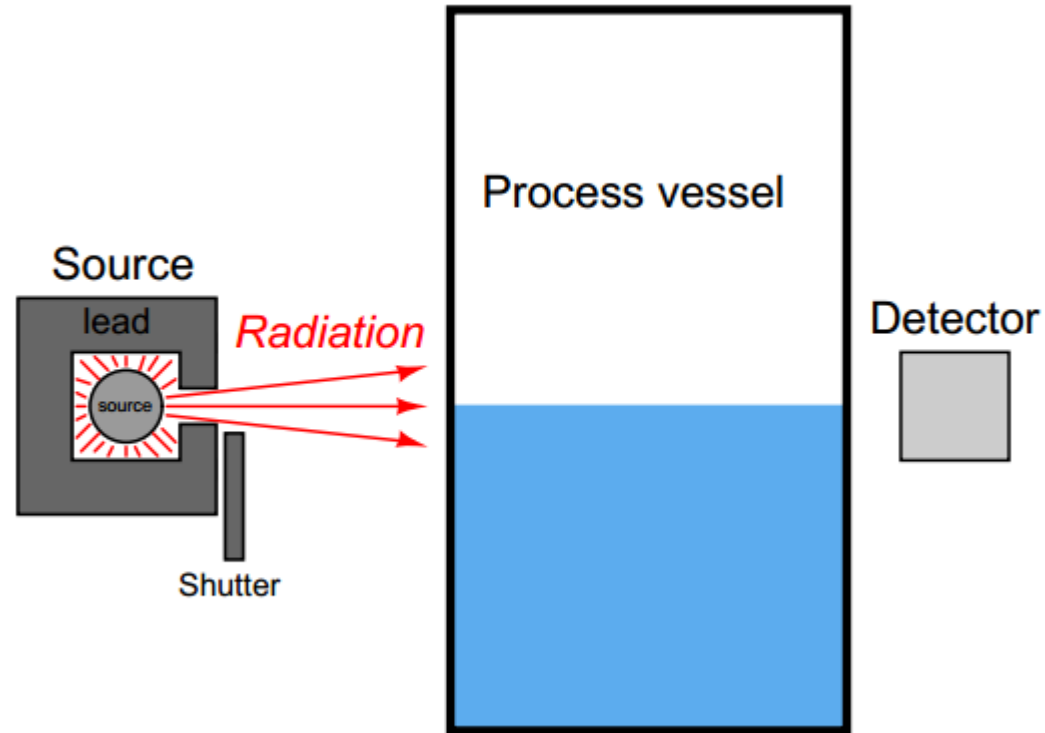 Process vessel
Source
lead
Radiation
source
Detector
Shutter